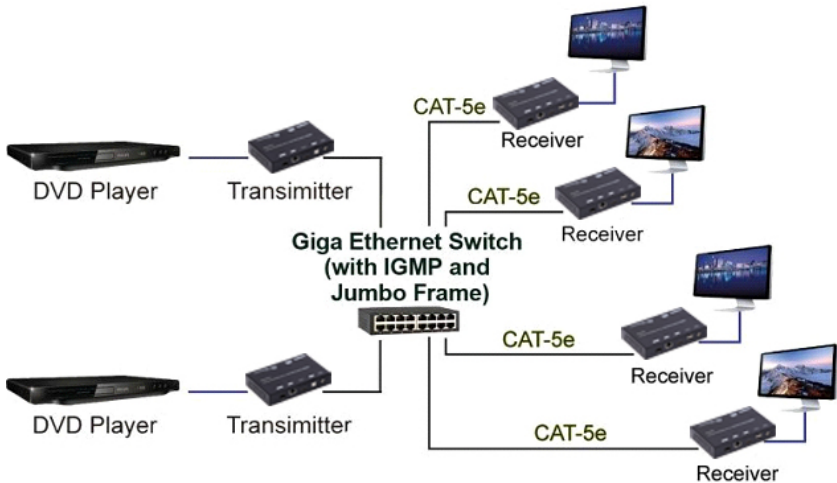 CAT-5e
Receiver
DVD Player
Transimitter
CAT-5e
Receiver
Giga Ethernet Switch
(with IGMP and
Jumbo Frame)
CAT-5e
Receiver
DVD Player
Transimitter
CAT-5e
Receiver